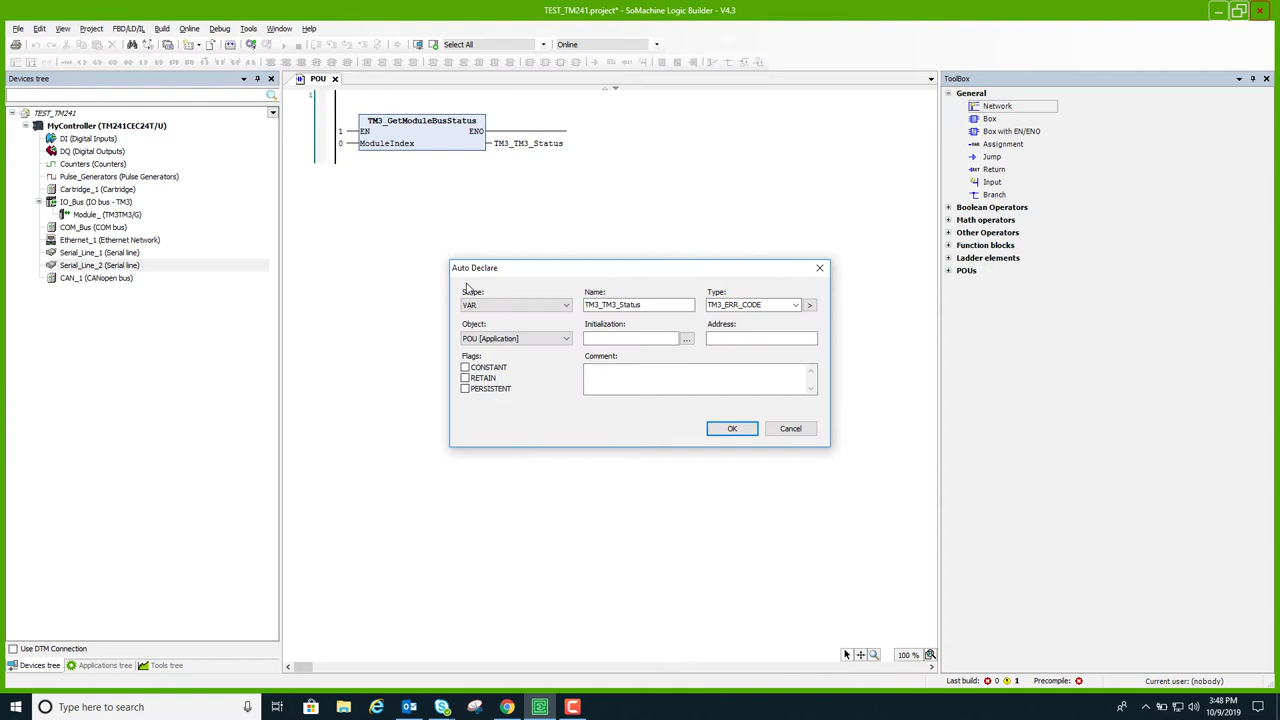 TEST_TM241.project* - SoMachine Logic Builder - V4.3
File Edit View Project FBD/LD/IL Build Online Debug Tools Window Help
Select All
Online
Devices tree
TEST_TM241
MyController (TM241CEC24T/U)
DI (Digital Inputs)
DQ (Digital Outputs)
Counters (Counters)
Pulse_Generators (Pulse_Generators)
Cartridge_1 (Cartridge)
IO_Bus (IO bus - TM3)
Module_ (TM3TM3/G)
COM_Bus (COM bus)
Ethernet_1 (Ethernet Network)
Serial_Line_1 (Serial line)
Serial_Line_2 (Serial line)
CAN_1 (CANopen bus)
Use DTM Connection
Devices tree Applications tree Tools tree
POU
1
TM3_GetModuleBusStatus
1 EN ENO
0 ModuleIndex TM3_TM3_Status
Auto Declare
Scope: Name: Type:
VAR TM3_TM3_Status TM3_ERR_CODE >
Object: Initialization: Address:
POU [Application] ...
Flags: Comment:
CONSTANT
RETAIN
PERSISTENT
OK Cancel
100 %
ToolBox
General
Network
Box
Box with EN/ENO
Assignment
Jump
Return
Input
Branch
Boolean Operators
Math operators
Other Operators
Function blocks
Ladder elements
POUs
Last build: 0 1 Precompile: Current user: (nobody)
Type here to search
3:48 PM
10/9/2019